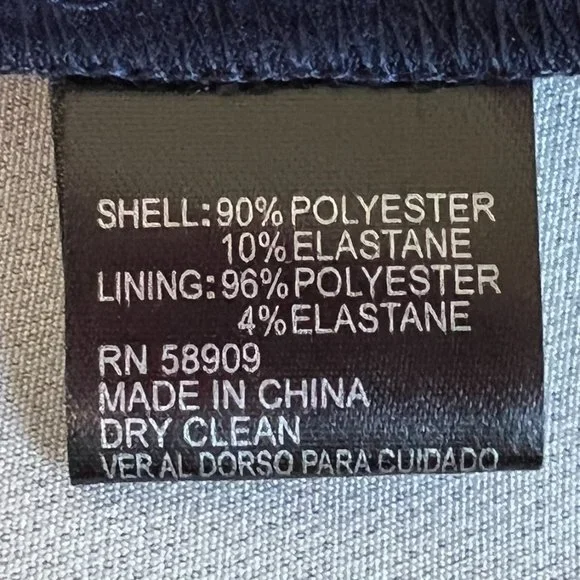 SHELL: 90% POLYESTER
10% ELASTANE
LINING: 96% POLYESTER
4% ELASTANE
RN 58909
MADE IN CHINA
DRY CLEAN
VER AL DORSO PARA CUIDADO